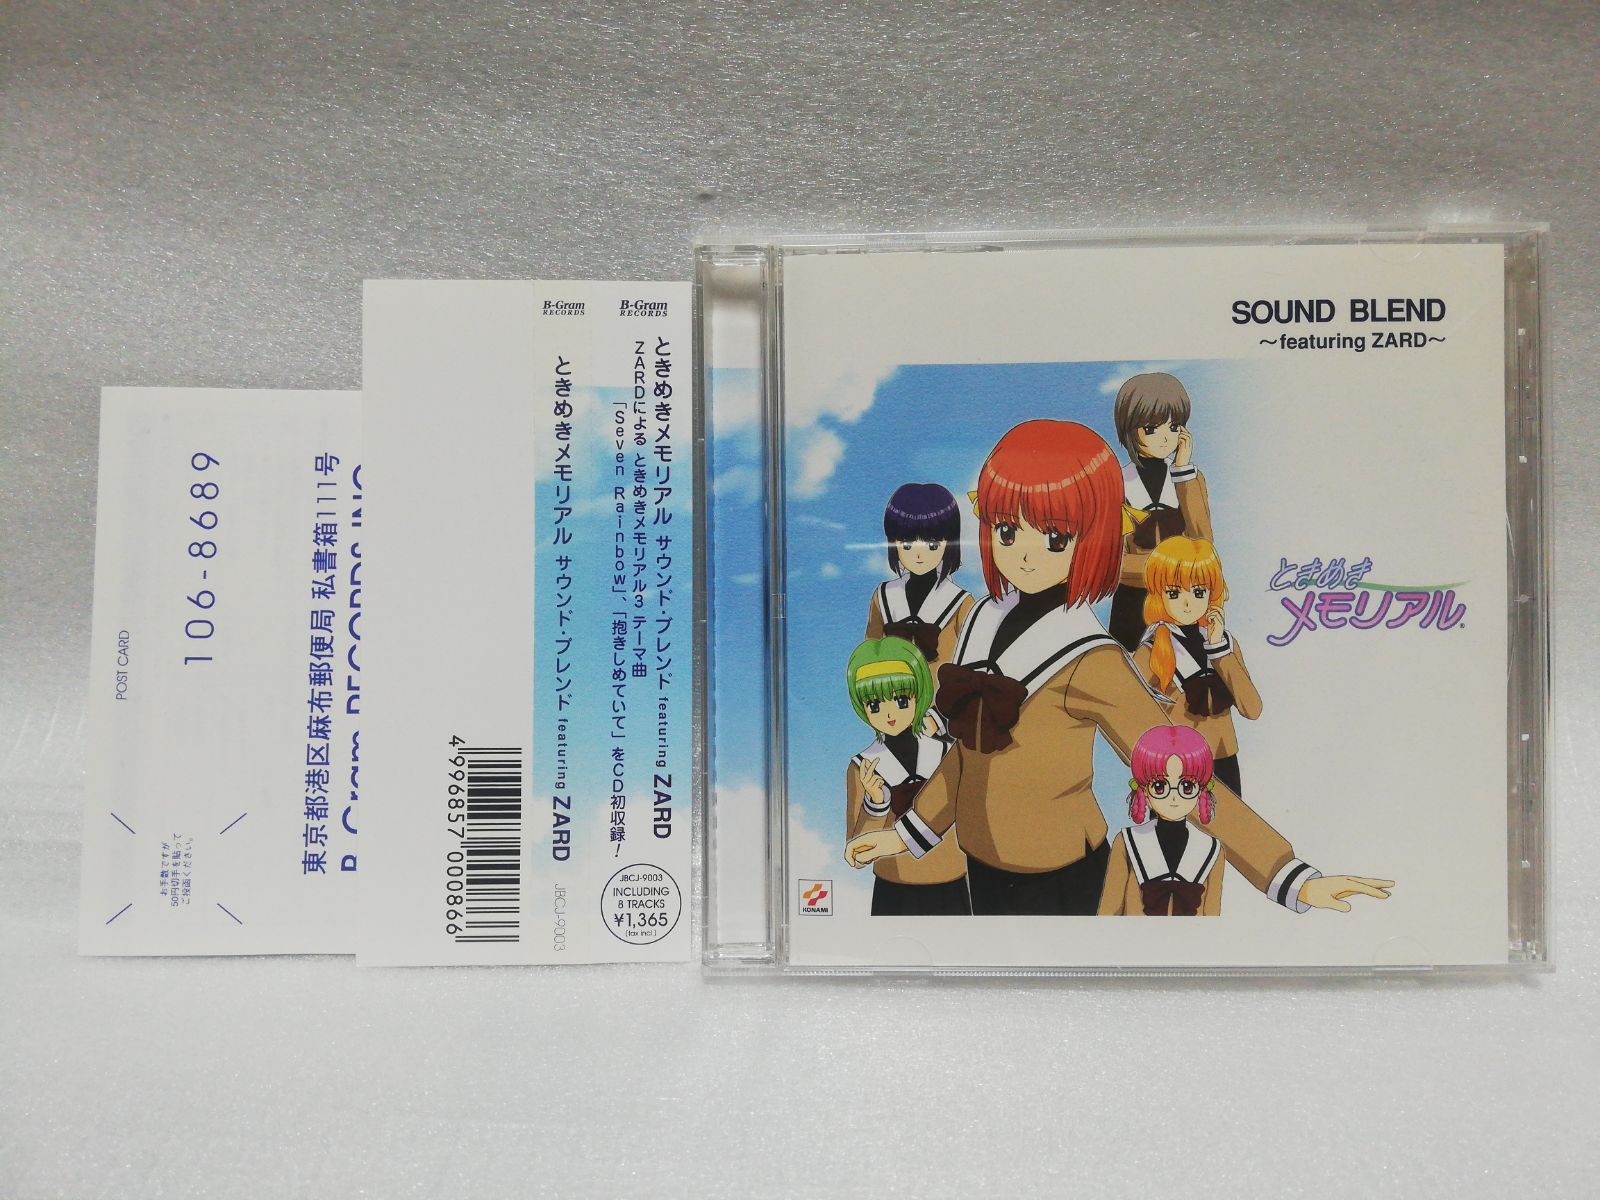 POST CARD
106-8689
東京都港区麻布郵便局 私書箱111号
お手数ですが
50円切手を貼って
ご投函ください。
4996857000866
B-Gram
RECORDS
ときめきメモリアル サウンド・ブレンド featuring ZARD
JBCJ-9003
B-Gram
RECORDS
ときめきメモリアル サウンド・ブレンド featuring ZARD
ZARDによる ときめきメモリアル3 テーマ曲
「Seven Rainbow」、「抱きしめていて」をCD初収録!
JBCJ-9003
INCLUDING
8 TRACKS
¥1,365
(tax incl.)
SOUND BLEND
～featuring ZARD～
ときめき
メモリアル®
KONAMI